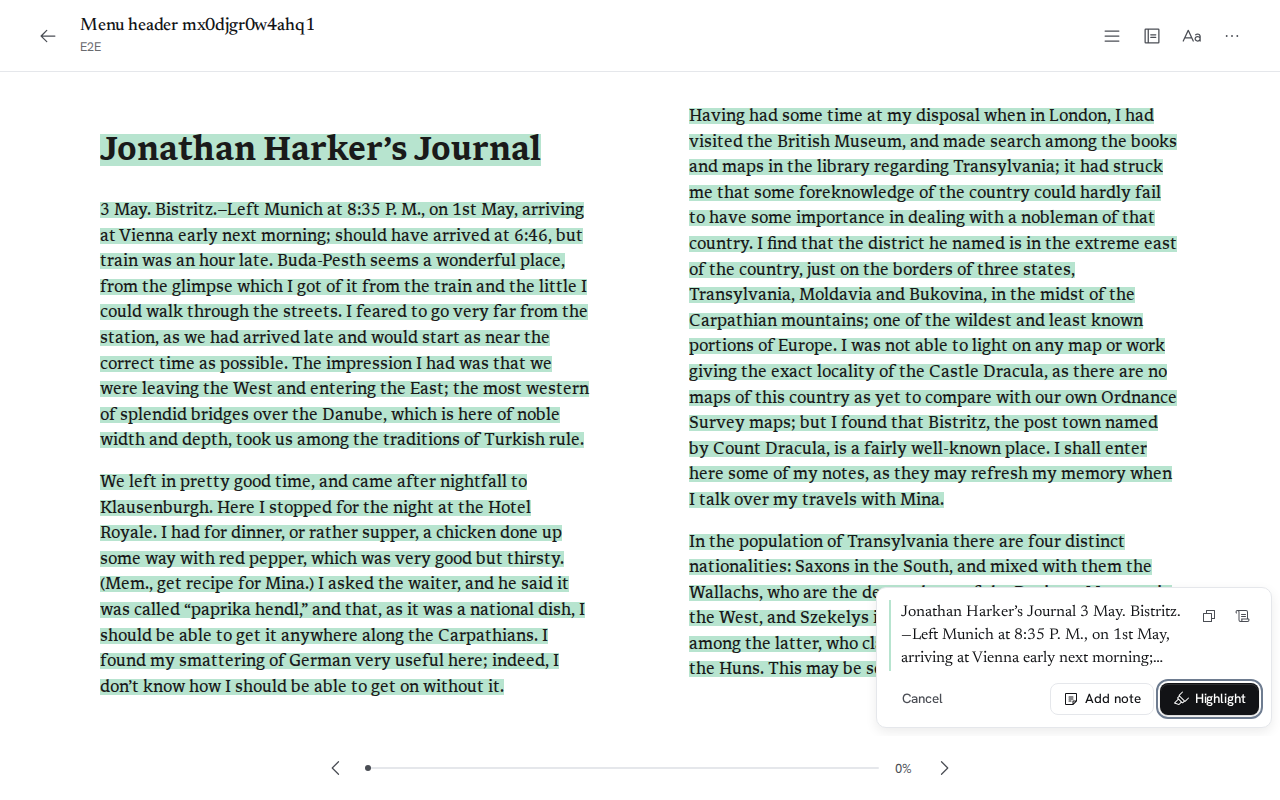 Menu header mx0djgr0w4ahq1
E2E
Aa
Jonathan Harker’s Journal
3 May. Bistritz.—Left Munich at 8:35 P. M., on 1st May, arriving
at Vienna early next morning; should have arrived at 6:46, but
train was an hour late. Buda-Pesth seems a wonderful place,
from the glimpse which I got of it from the train and the little I
could walk through the streets. I feared to go very far from the
station, as we had arrived late and would start as near the
correct time as possible. The impression I had was that we
were leaving the West and entering the East; the most western
of splendid bridges over the Danube, which is here of noble
width and depth, took us among the traditions of Turkish rule.
We left in pretty good time, and came after nightfall to
Klausenburgh. Here I stopped for the night at the Hotel
Royale. I had for dinner, or rather supper, a chicken done up
some way with red pepper, which was very good but thirsty.
(Mem., get recipe for Mina.) I asked the waiter, and he said it
was called “paprika hendl,” and that, as it was a national dish, I
should be able to get it anywhere along the Carpathians. I
found my smattering of German very useful here; indeed, I
don’t know how I should be able to get on without it.
Having had some time at my disposal when in London, I had
visited the British Museum, and made search among the books
and maps in the library regarding Transylvania; it had struck
me that some foreknowledge of the country could hardly fail
to have some importance in dealing with a nobleman of that
country. I find that the district he named is in the extreme east
of the country, just on the borders of three states,
Transylvania, Moldavia and Bukovina, in the midst of the
Carpathian mountains; one of the wildest and least known
portions of Europe. I was not able to light on any map or work
giving the exact locality of the Castle Dracula, as there are no
maps of this country as yet to compare with our own Ordnance
Survey maps; but I found that Bistritz, the post town named
by Count Dracula, is a fairly well-known place. I shall enter
here some of my notes, as they may refresh my memory when
I talk over my travels with Mina.
In the population of Transylvania there are four distinct
nationalities: Saxons in the South, and mixed with them the
Wallachs, who are the
the West, and Szekelys
among the latter, who
the Huns. This may be
Jonathan Harker’s Journal 3 May. Bistritz.
—Left Munich at 8:35 P. M., on 1st May,
arriving at Vienna early next morning;…
Cancel
Add note
Highlight
0%